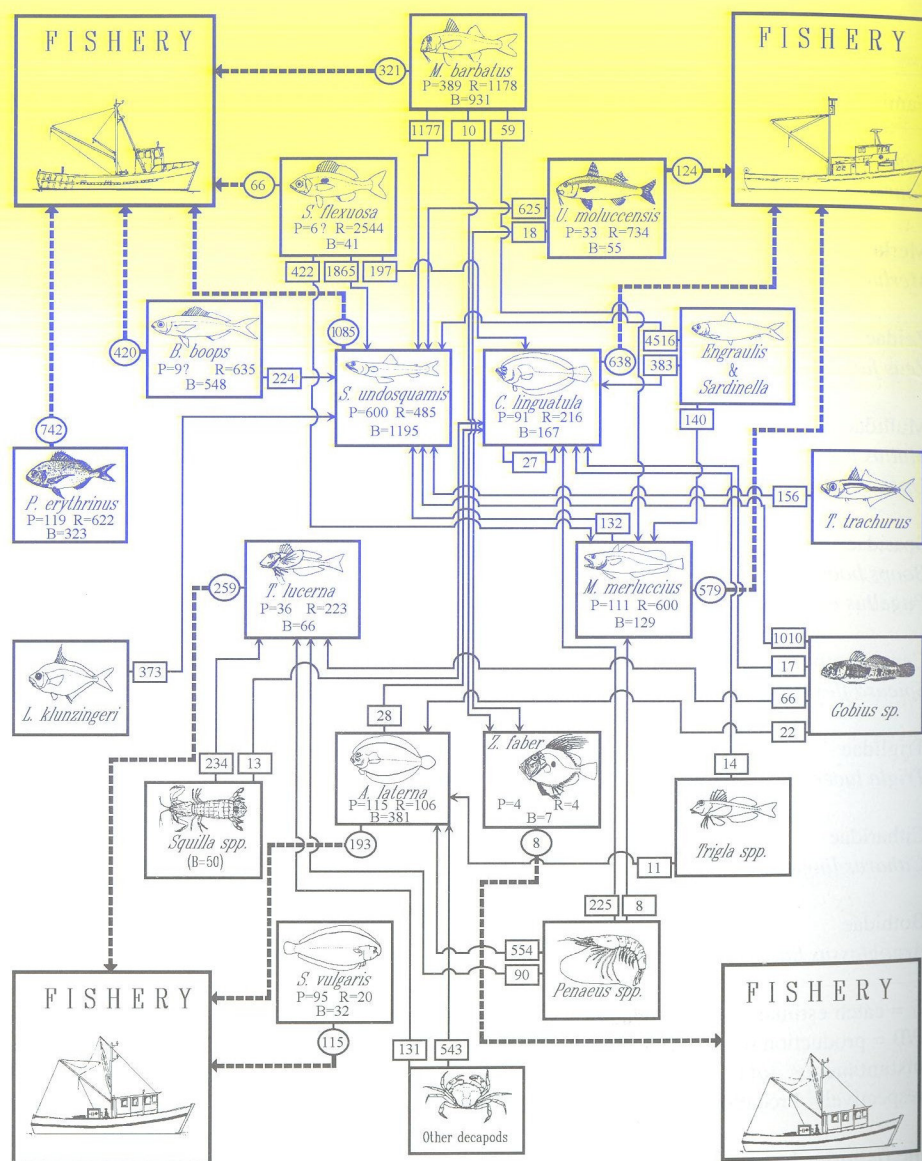 FISHERY
M. barbatus
P=389 R=1178
B=931
321
FISHERY
1177
10
59
66
S. flexuosa
P=6? R=2544
B=41
625
18
U. moluccensis
P=33 R=734
B=55
124
422
1865
197
420
B. boops
P=9? R=635
B=548
224
1085
S. undosquamis
P=600 R=485
B=1195
C. linguatula
P=91 R=216
B=167
638
4516
383
Engraulis
&
Sardinella
140
27
742
P. erythrinus
P=119 R=622
B=323
156
T. trachurus
132
259
T. lucerna
P=36 R=223
B=66
M. merluccius
P=111 R=600
B=129
579
L. klunzingeri
373
1010
17
66
22
Gobius sp.
28
234
13
A. laterna
P=115 R=106
B=381
Z. faber
P=4 R=4
B=7
14
Squilla spp.
(B=50)
193
8
Trigla spp.
11
225
8
S. vulgaris
P=95 R=20
B=32
554
90
Penaeus spp.
FISHERY
115
131
543
Other decapods
FISHERY